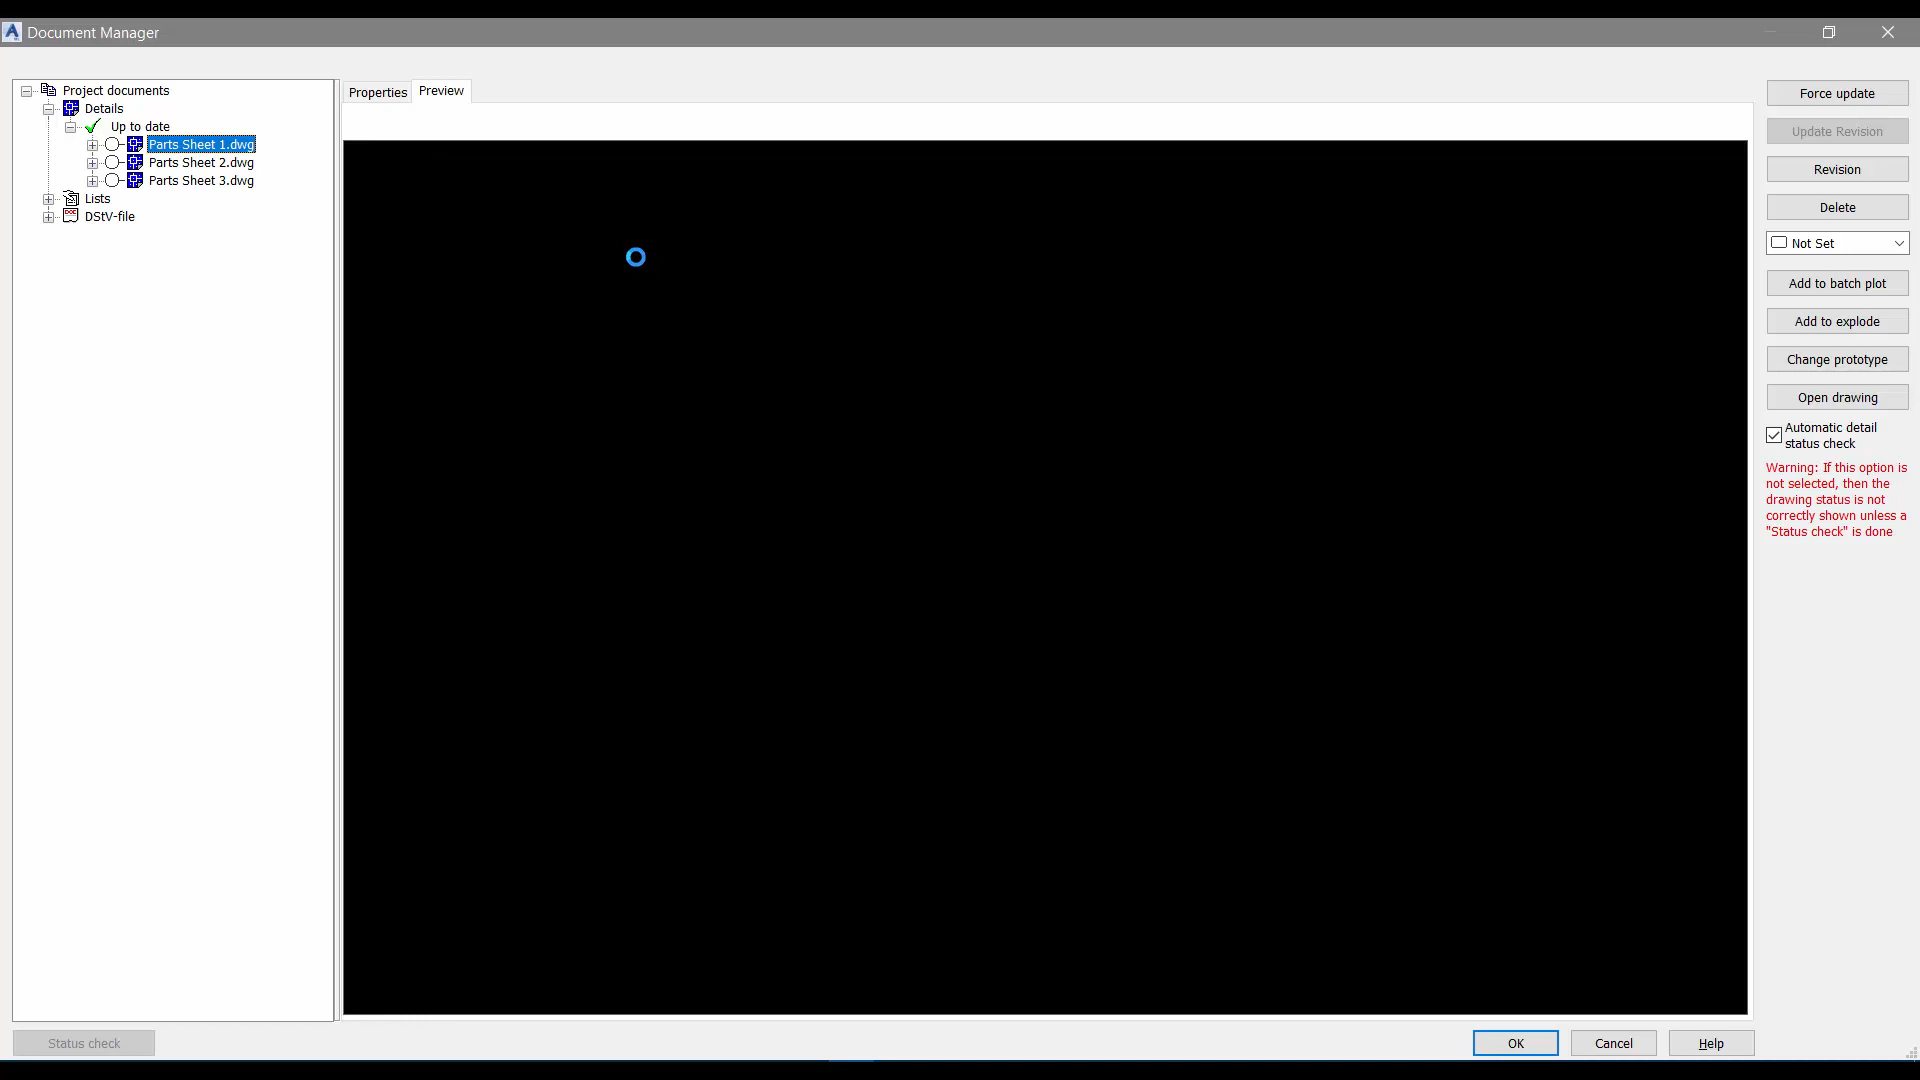 Document Manager
Project documents
Details
Up to date
Parts Sheet 1.dwg
Parts Sheet 2.dwg
Parts Sheet 3.dwg
Lists
DStV-file
Properties
Preview
Force update
Update Revision
Revision
Delete
Not Set
Add to batch plot
Add to explode
Change prototype
Open drawing
Automatic detail
status check
Warning: If this option is
not selected, then the
drawing status is not
correctly shown unless a
"Status check" is done
Status check
OK
Cancel
Help